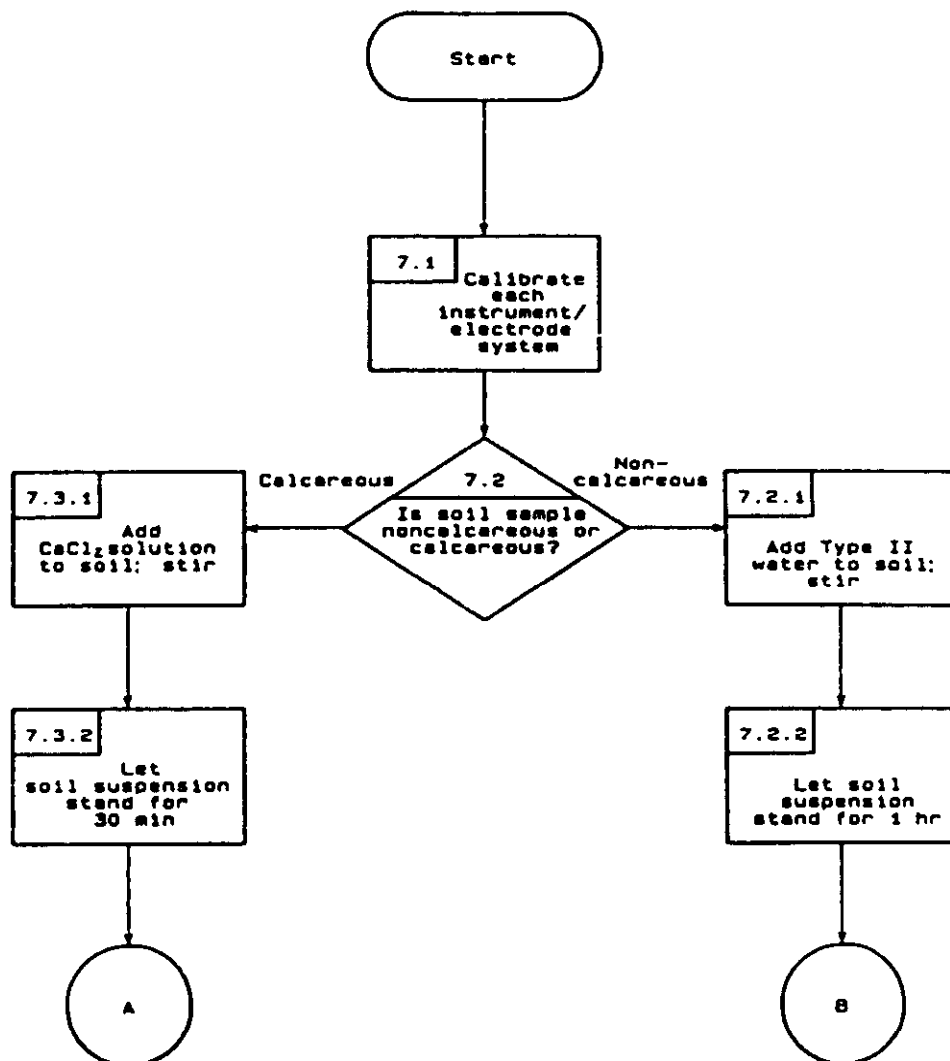 Start
7.1
Calibrate
each
instrument/
electrode
system
Calcareous
7.2
Non-
calcareous
Is soil sample
noncalcareous or
calcareous?
7.3.1
Add
CaCl₂ solution
to soil; stir
7.2.1
Add Type II
water to soil;
stir
7.3.2
Let
soil suspension
stand for
30 min
7.2.2
Let soil
suspension
stand for 1 hr
A
B